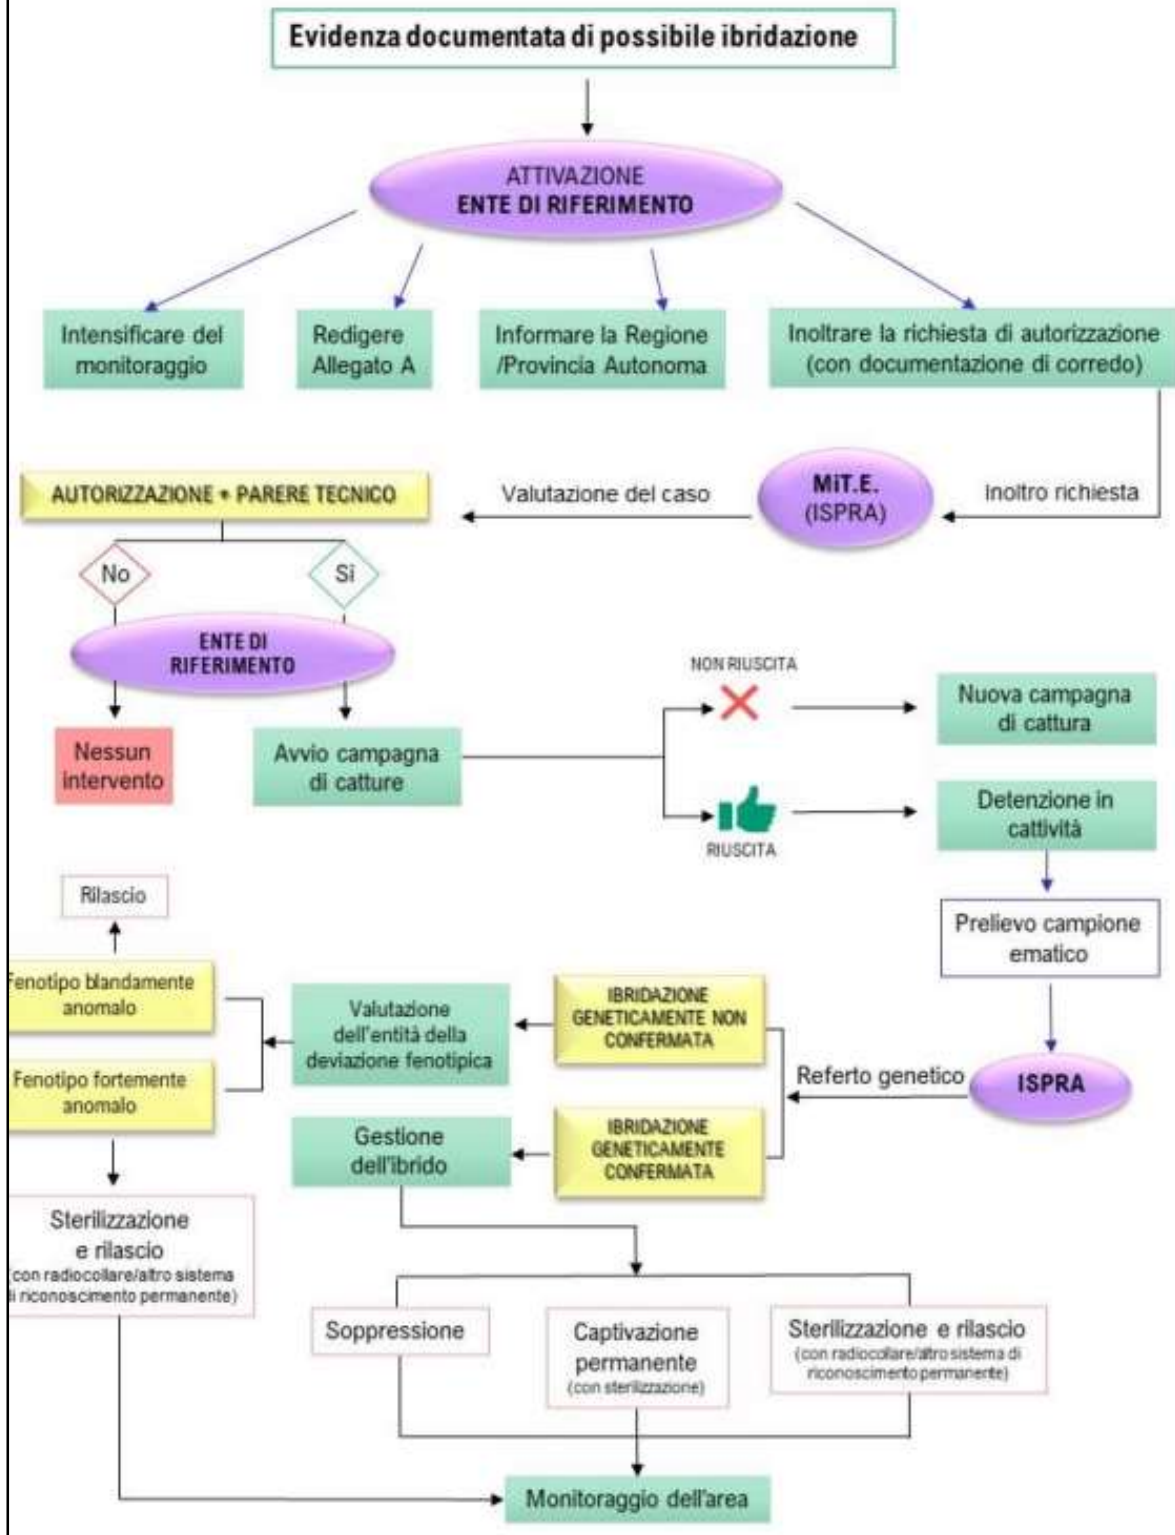 Evidenza documentata di possibile ibridazione
ATTIVAZIONE
ENTE DI RIFERIMENTO
Intensificare del
monitoraggio
Redigere
Allegato A
Informare la Regione
/Provincia Autonoma
Inoltrare la richiesta di autorizzazione
(con documentazione di corredo)
AUTORIZZAZIONE + PARERE TECNICO
Valutazione del caso
MiT.E.
(ISPRA)
Inoltro richiesta
No
Si
ENTE DI
RIFERIMENTO
Nessun
intervento
Avvio campagna
di catture
NON RIUSCITA
Nuova campagna
di cattura
RIUSCITA
Detenzione in
cattività
Prelievo campione
ematico
ISPRA
Referto genetico
IBRIDAZIONE
GENETICAMENTE NON
CONFERMATA
IBRIDAZIONE
GENETICAMENTE
CONFERMATA
Valutazione
dell'entità della
deviazione fenotipica
Gestione
dell'ibrido
Rilascio
Fenotipo blandamente
anomalo
Fenotipo fortemente
anomalo
Sterilizzazione
e rilascio
(con radiocollare/altro sistema
di riconoscimento permanente)
Soppressione
Captivazione
permanente
(con sterilizzazione)
Sterilizzazione e rilascio
(con radiocollare/altro sistema di
riconoscimento permanente)
Monitoraggio dell'area